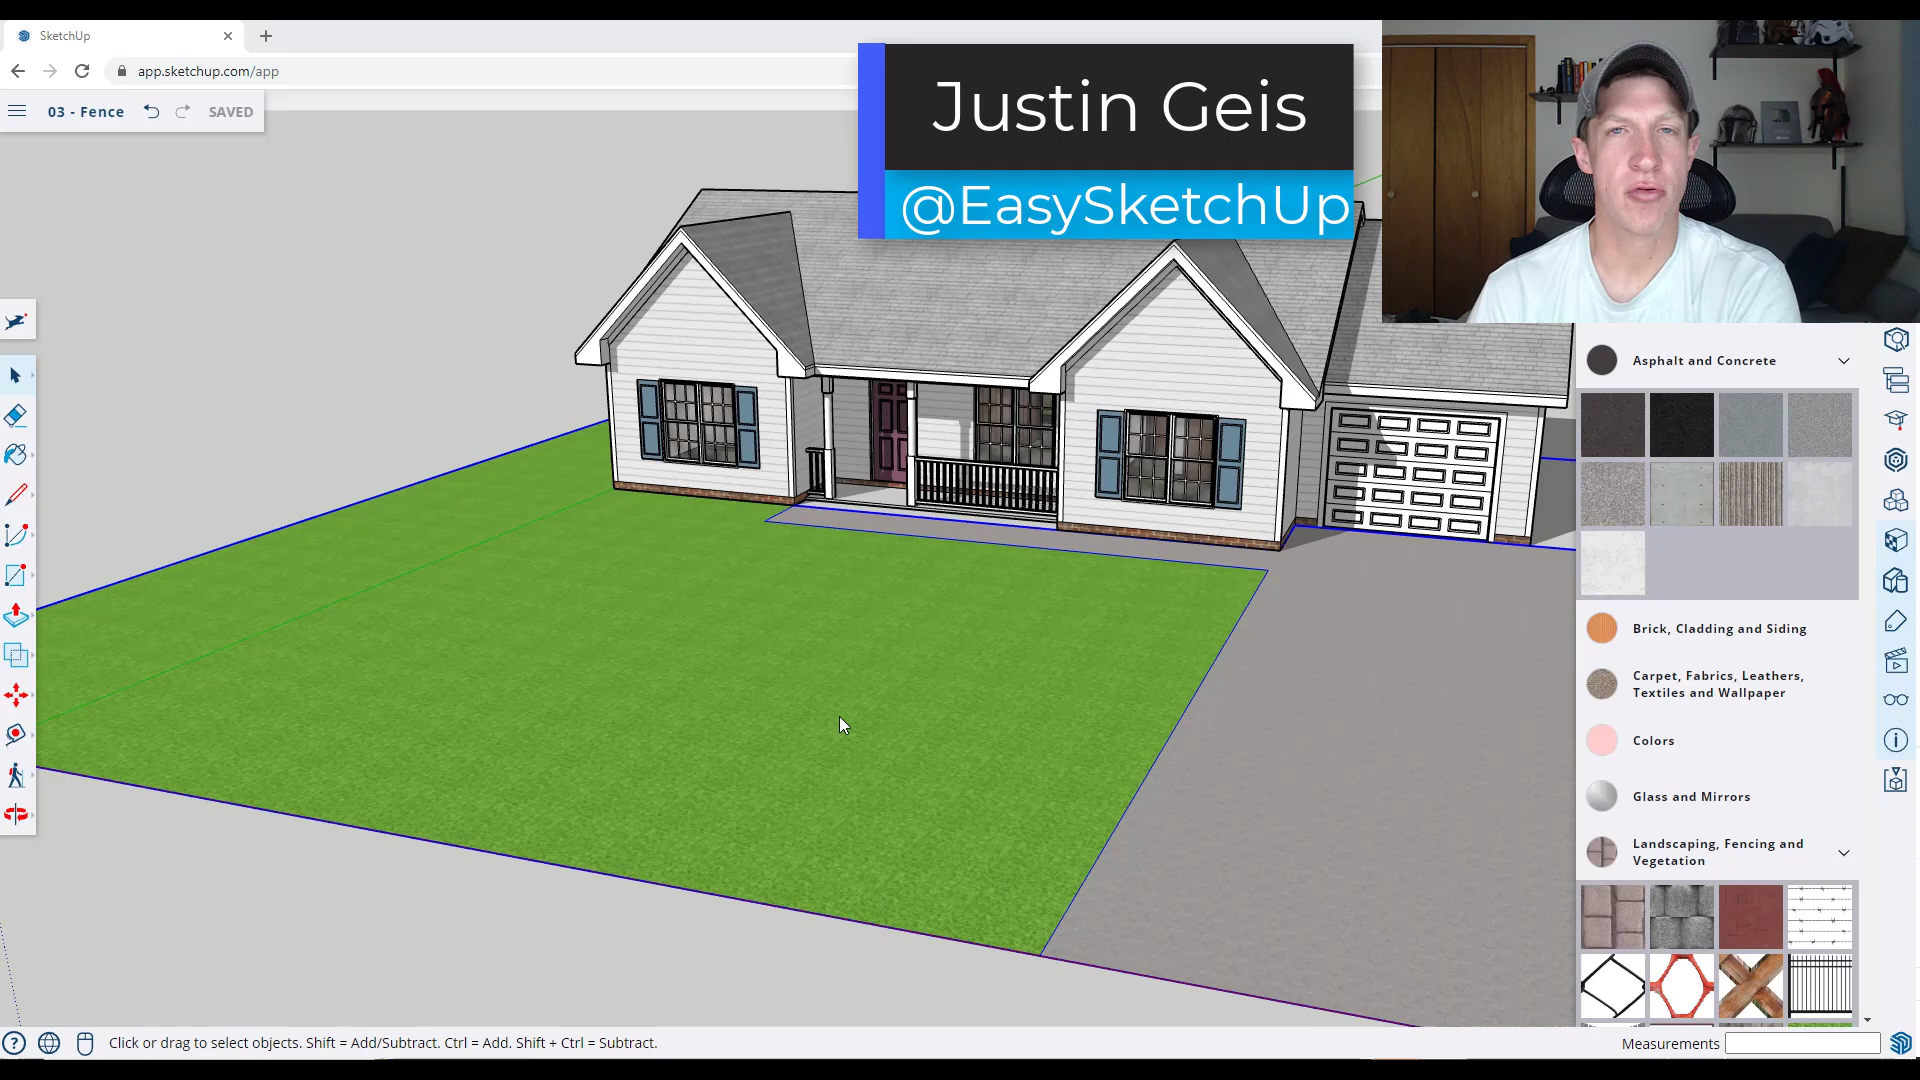 SketchUp
app.sketchup.com/app
03 - Fence
SAVED
Justin Geis
@EasySketchUp
Asphalt and Concrete
Brick, Cladding and Siding
Carpet, Fabrics, Leathers,
Textiles and Wallpaper
Colors
Glass and Mirrors
Landscaping, Fencing and
Vegetation
Click or drag to select objects. Shift = Add/Subtract. Ctrl = Add. Shift + Ctrl = Subtract.
Measurements